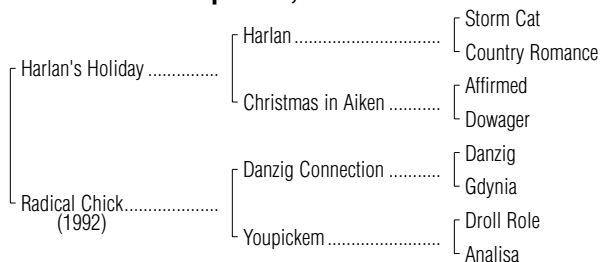 Storm Cat
Harlan
Country Romance
Harlan's Holiday
Affirmed
Christmas in Aiken
Dowager
Danzig
Danzig Connection
Gdynia
Radical Chick
(1992)
Droll Role
Youpickem
Analisa